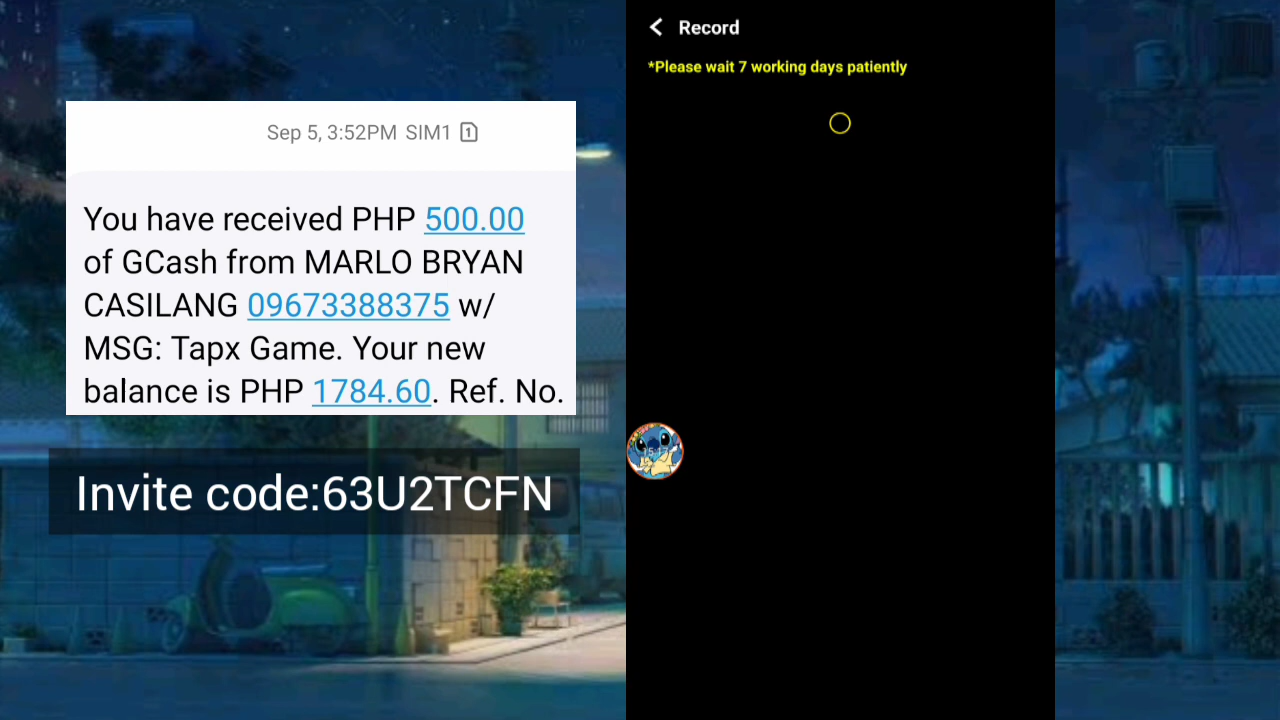 Sep 5, 3:52PM SIM1 1
You have received PHP 500.00
of GCash from MARLO BRYAN
CASILANG 09673388375 w/
MSG: Tapx Game. Your new
balance is PHP 1784.60. Ref. No.
Invite code:63U2TCFN
Record
*Please wait 7 working days patiently